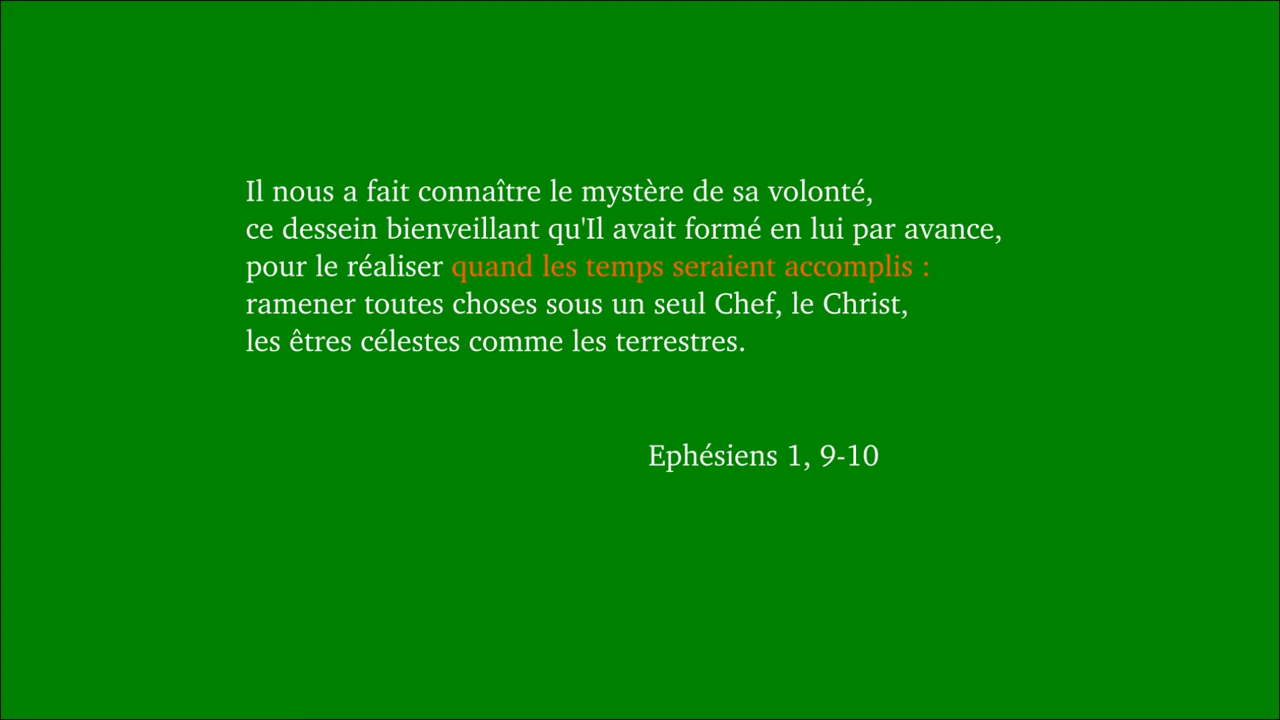 Il nous a fait connaître le mystère de sa volonté,
ce dessein bienveillant qu'Il avait formé en lui par avance,
pour le réaliser quand les temps seraient accomplis :
ramener toutes choses sous un seul Chef, le Christ,
les êtres célestes comme les terrestres.
Ephésiens 1, 9-10